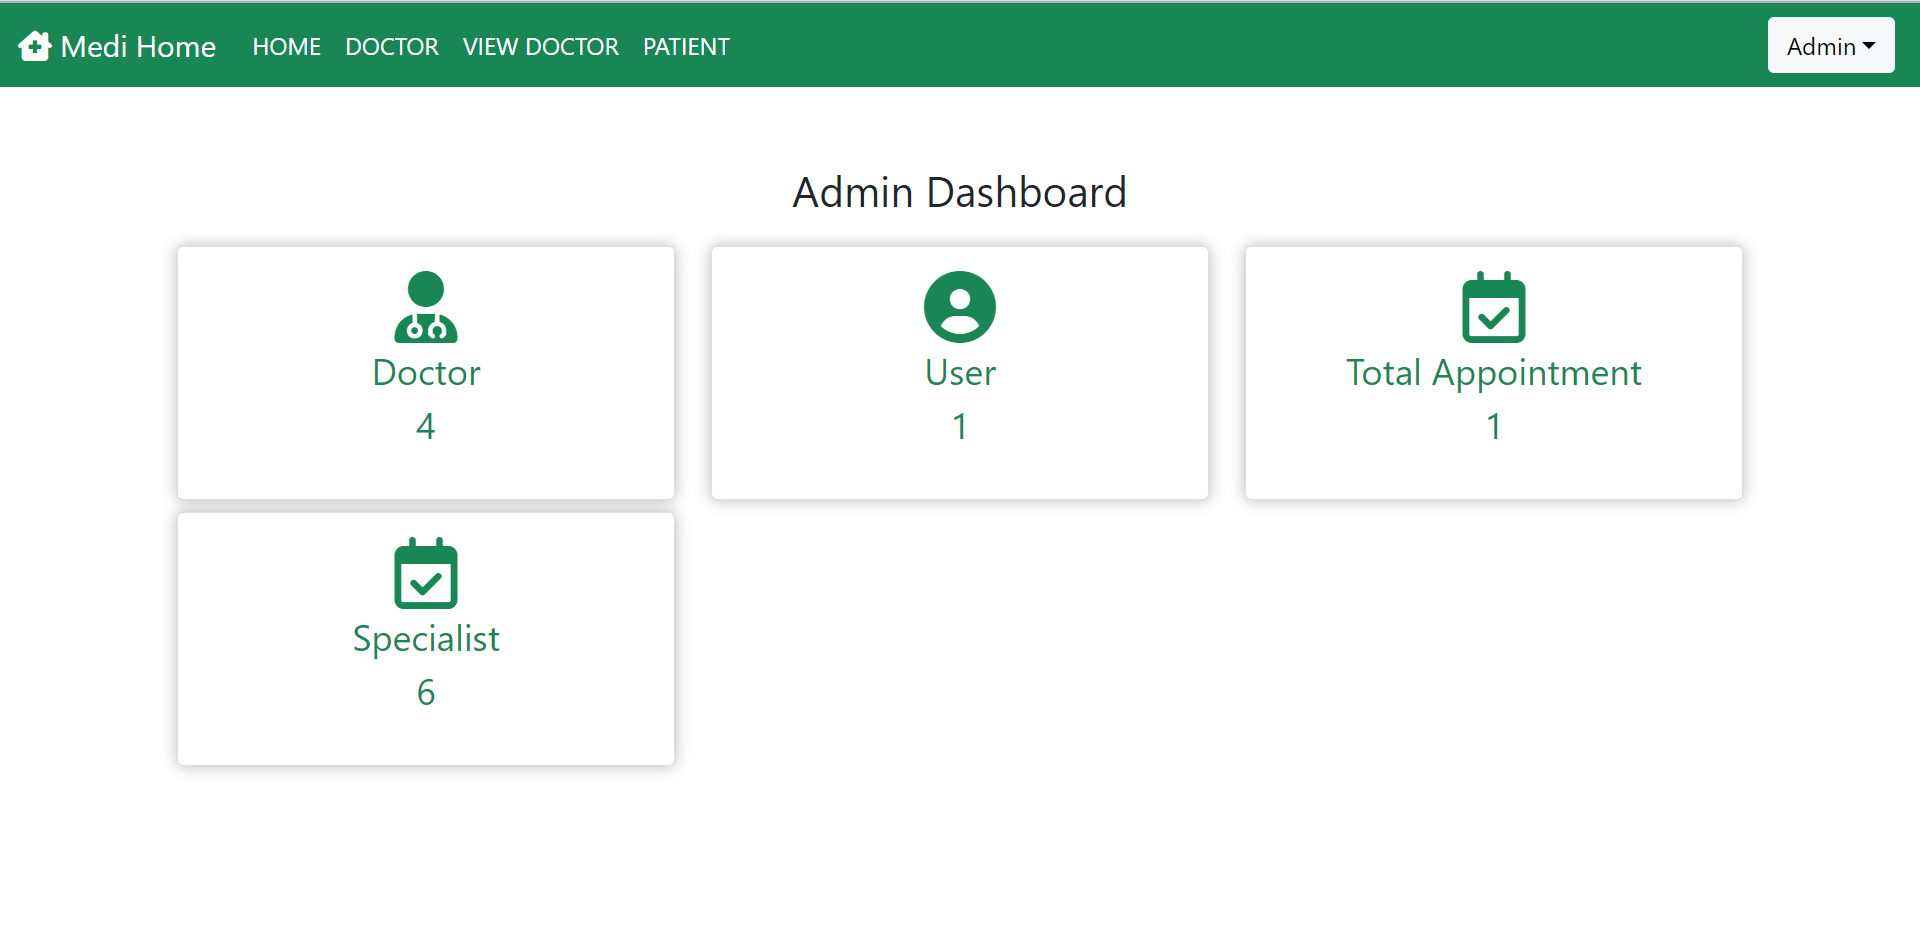 Medi Home HOME DOCTOR VIEW DOCTOR PATIENT Admin
Admin Dashboard
Doctor
4
User
1
Total Appointment
1
Specialist
6